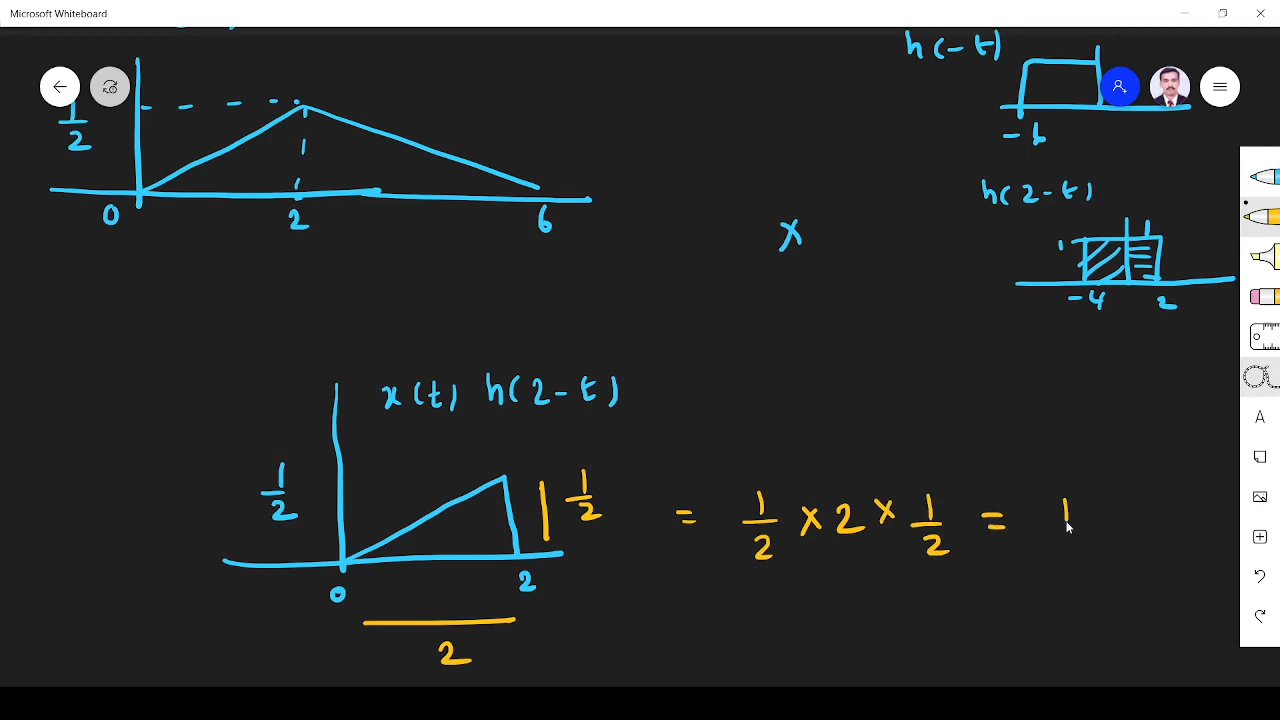 Microsoft Whiteboard
h(-t)
1/2
-6
0 2 6
x
h(2-t)
1
-4 2
x(t) h(2-t)
1/2
1/2 = 1/2 × 2 × 1/2 = 1
0 2
2
A